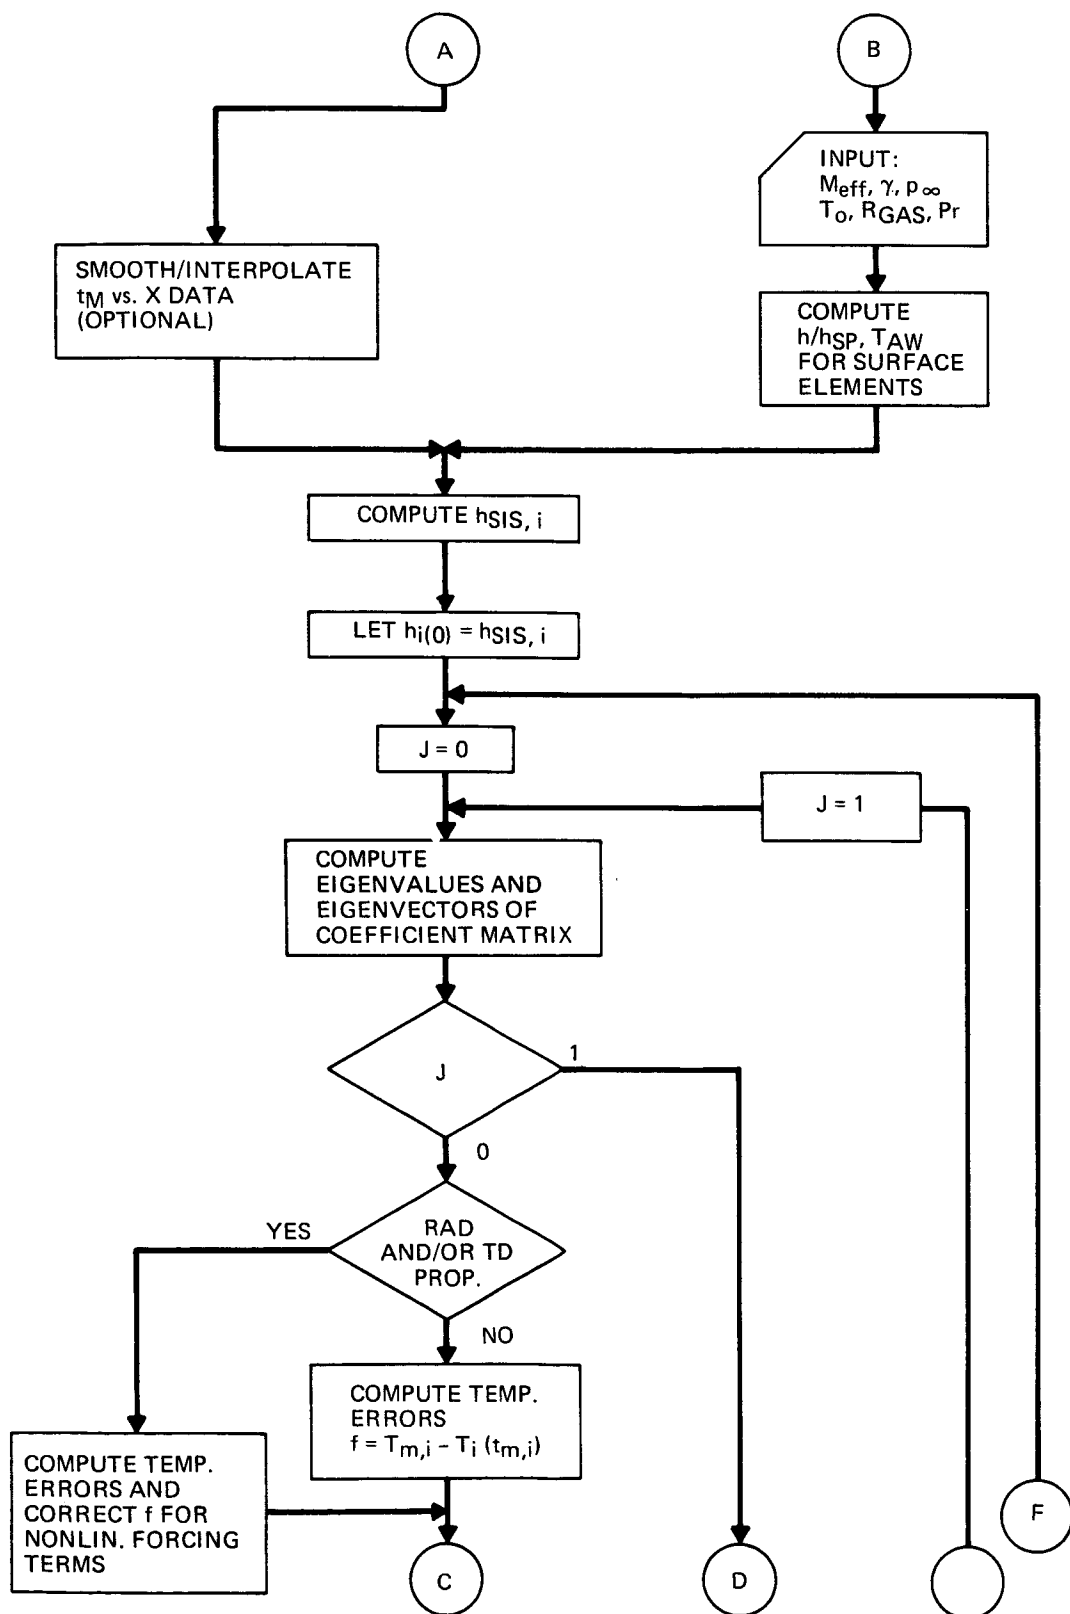 A
B
INPUT:
Meff, γ, p∞
To, RGAS, Pr
SMOOTH/INTERPOLATE
tM vs. X DATA
(OPTIONAL)
COMPUTE
h/hSP, TAW
FOR SURFACE
ELEMENTS
COMPUTE hSIS, i
LET hi(0) = hSIS, i
J = 0
J = 1
COMPUTE
EIGENVALUES AND
EIGENVECTORS OF
COEFFICIENT MATRIX
J
1
0
YES
RAD
AND/OR TD
PROP.
NO
COMPUTE TEMP.
ERRORS
f = Tm,i – Ti (tm,i)
COMPUTE TEMP.
ERRORS AND
CORRECT f FOR
NONLIN. FORCING
TERMS
F
C
D